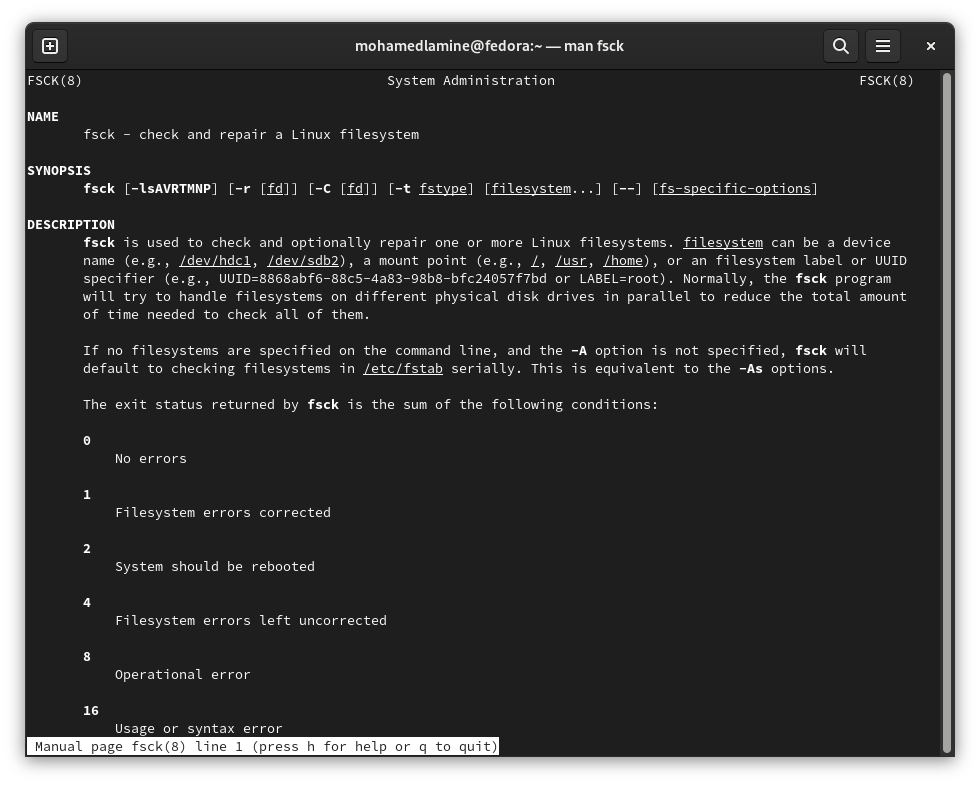 mohamedlamine@fedora:~ — man fsck
FSCK(8) System Administration FSCK(8)
NAME
fsck - check and repair a Linux filesystem
SYNOPSIS
fsck [-lsAVRTMNP] [-r [fd]] [-C [fd]] [-t fstype] [filesystem...] [--] [fs-specific-options]
DESCRIPTION
fsck is used to check and optionally repair one or more Linux filesystems. filesystem can be a device
name (e.g., /dev/hdc1, /dev/sdb2), a mount point (e.g., /, /usr, /home), or an filesystem label or UUID
specifier (e.g., UUID=8868abf6-88c5-4a83-98b8-bfc24057f7bd or LABEL=root). Normally, the fsck program
will try to handle filesystems on different physical disk drives in parallel to reduce the total amount
of time needed to check all of them.
If no filesystems are specified on the command line, and the -A option is not specified, fsck will
default to checking filesystems in /etc/fstab serially. This is equivalent to the -As options.
The exit status returned by fsck is the sum of the following conditions:
0
No errors
1
Filesystem errors corrected
2
System should be rebooted
4
Filesystem errors left uncorrected
8
Operational error
16
Usage or syntax error
Manual page fsck(8) line 1 (press h for help or q to quit)